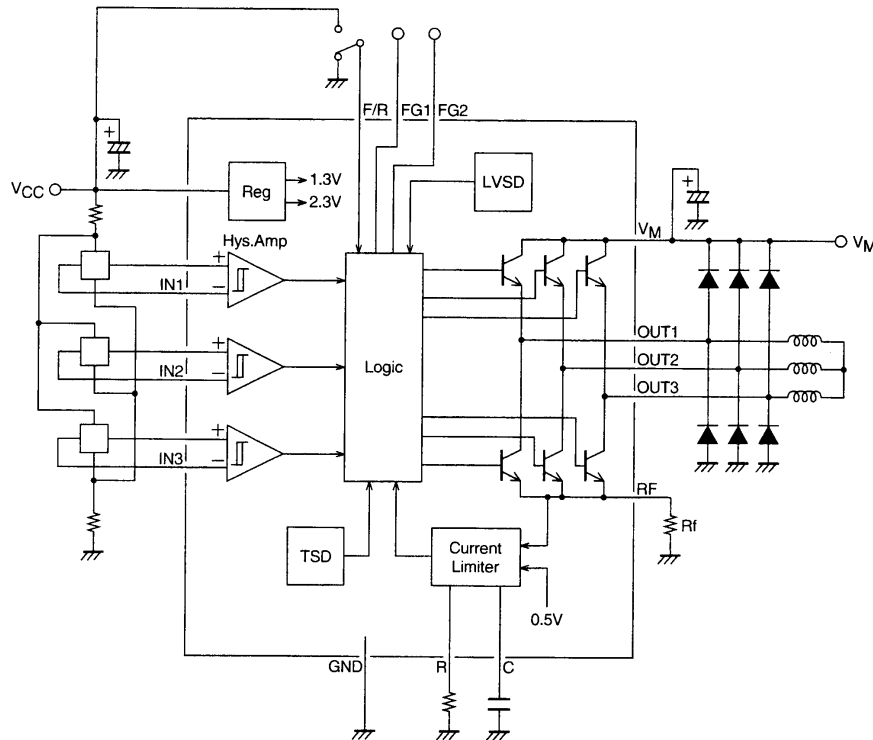 F/R FG1 FG2
+
VCC
Reg
1.3V
2.3V
LVSD
+
VM
VM
Hys.Amp
+
−
IN1
+
−
IN2
+
−
IN3
Logic
OUT1
OUT2
OUT3
RF
Rf
TSD
Current
Limiter
0.5V
GND
R
C